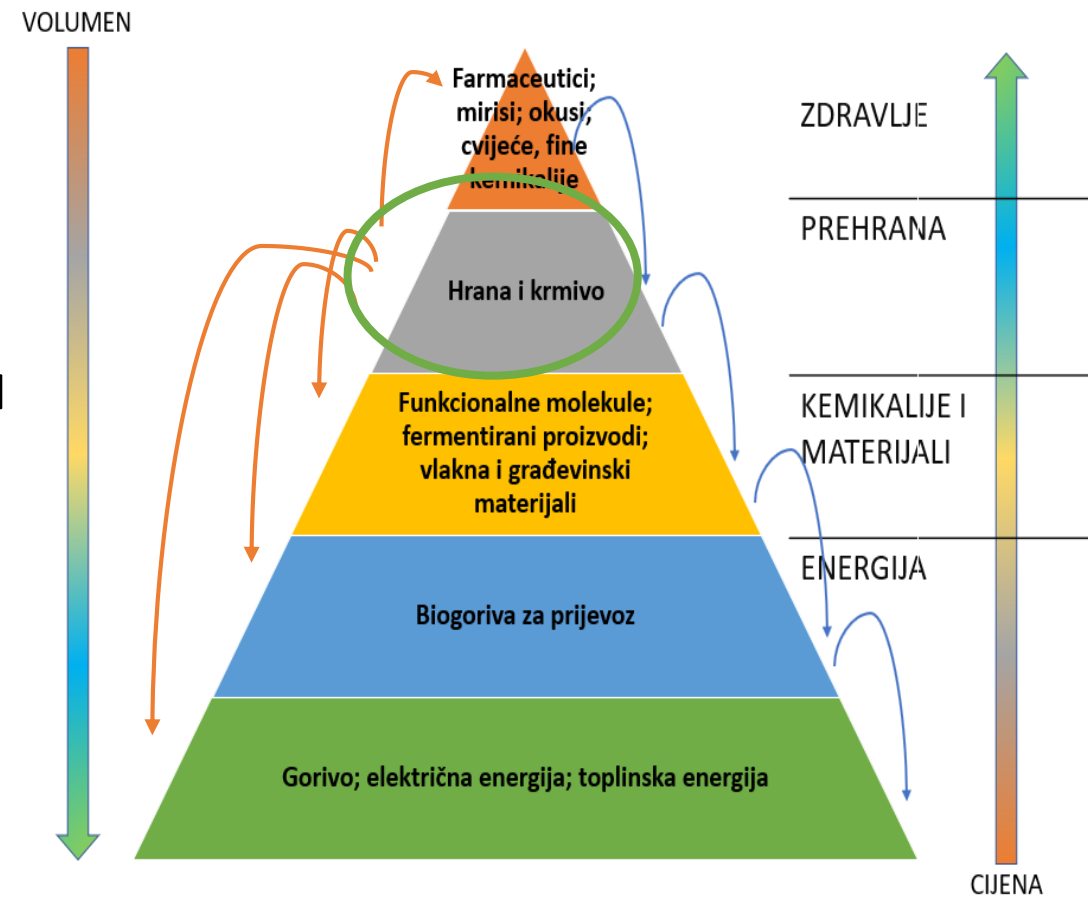 VOLUMEN
Farmaceutici;
mirisi; okusi;
cvijeće, fine
kemikalije
Hrana i krmivo
Funkcionalne molekule;
fermentirani proizvodi;
vlakna i građevinski
materijali
Biogoriva za prijevoz
Gorivo; električna energija; toplinska energija
ZDRAVLJE
PREHRANA
KEMIKALIJE I
MATERIJALI
ENERGIJA
CIJENA